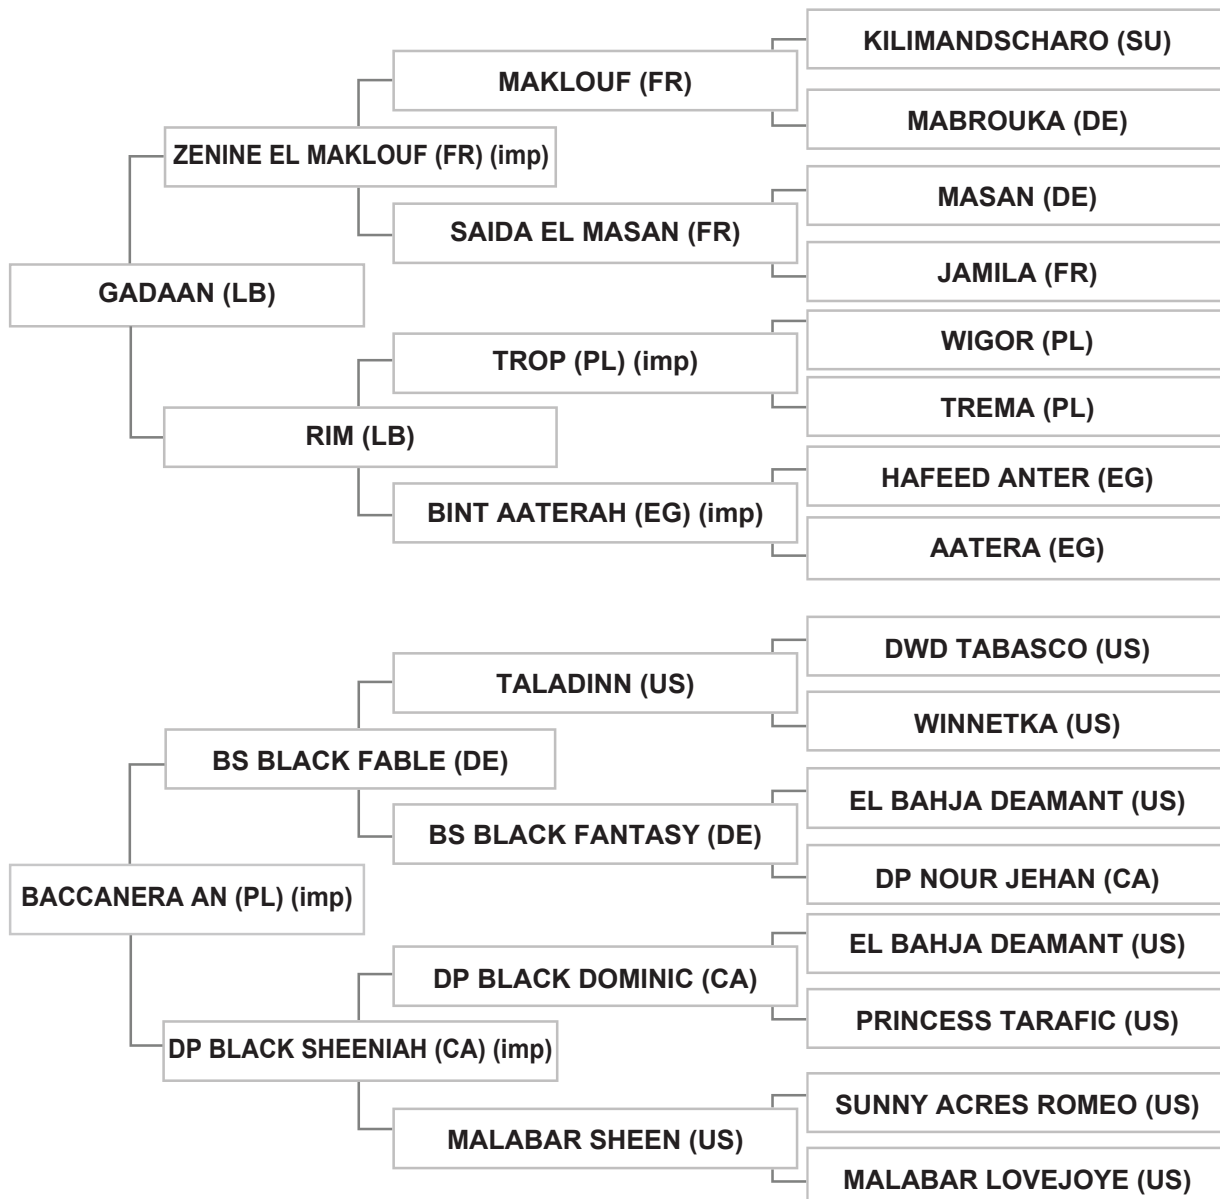 KILIMANDSCHARO (SU)
MAKLOUF (FR)
MABROUKA (DE)
ZENINE EL MAKLOUF (FR) (imp)
MASAN (DE)
SAIDA EL MASAN (FR)
JAMILA (FR)
GADAAN (LB)
WIGOR (PL)
TROP (PL) (imp)
TREMA (PL)
RIM (LB)
HAFEED ANTER (EG)
BINT AATERAH (EG) (imp)
AATERA (EG)
DWD TABASCO (US)
TALADINN (US)
WINNETKA (US)
BS BLACK FABLE (DE)
EL BAHJA DEAMANT (US)
BS BLACK FANTASY (DE)
DP NOUR JEHAN (CA)
BACCANERA AN (PL) (imp)
EL BAHJA DEAMANT (US)
DP BLACK DOMINIC (CA)
PRINCESS TARAFIC (US)
DP BLACK SHEENIAH (CA) (imp)
SUNNY ACRES ROMEO (US)
MALABAR SHEEN (US)
MALABAR LOVEJOYE (US)